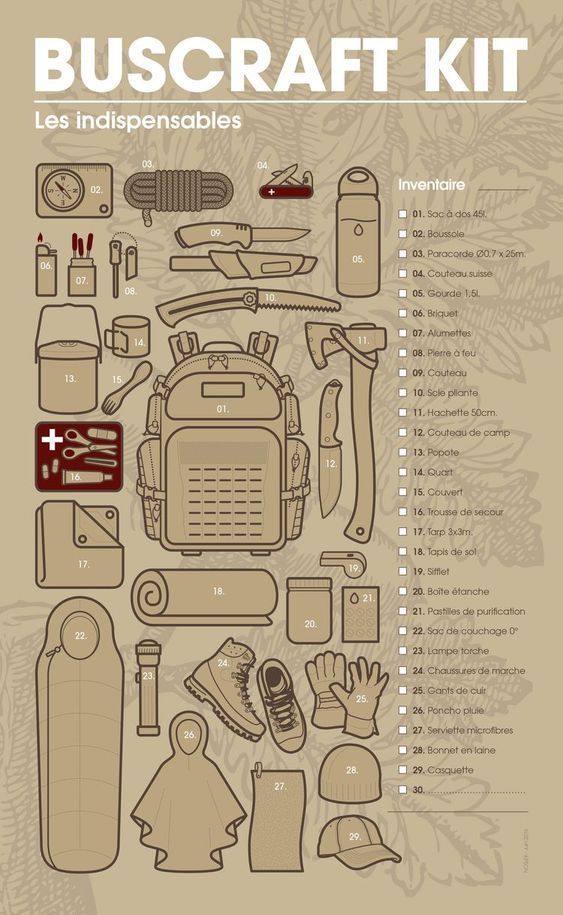 BUSCRAFT KIT
Les indispensables
Inventaire
01. Sac à dos 45l.
02. Boussole
03. Paracorde Ø0,7 x 25m.
04. Couteau suisse
05. Gourde 1,5l.
06. Briquet
07. Alumettes
08. Pierre à feu
09. Couteau
10. Scie pliante
11. Hachette 50cm.
12. Couteau de camp
13. Popote
14. Quart
15. Couvert
16. Trousse de secour
17. Tarp 3x3m.
18. Tapis de sol
19. Sifflet
20. Boîte étanche
21. Pastilles de purification
22. Sac de couchage 0°
23. Lampe torche
24. Chaussures de marche
25. Gants de cuir
26. Poncho pluie
27. Serviette microfibres
28. Bonnet en laine
29. Casquette
30. ................................
02.
03.
04.
N
E
S
W
09.
05.
06.
07.
08.
10.
14.
11.
13.
15.
01.
12.
16.
17.
19.
18.
20.
21.
22.
23.
24.
25.
26.
27.
28.
29.